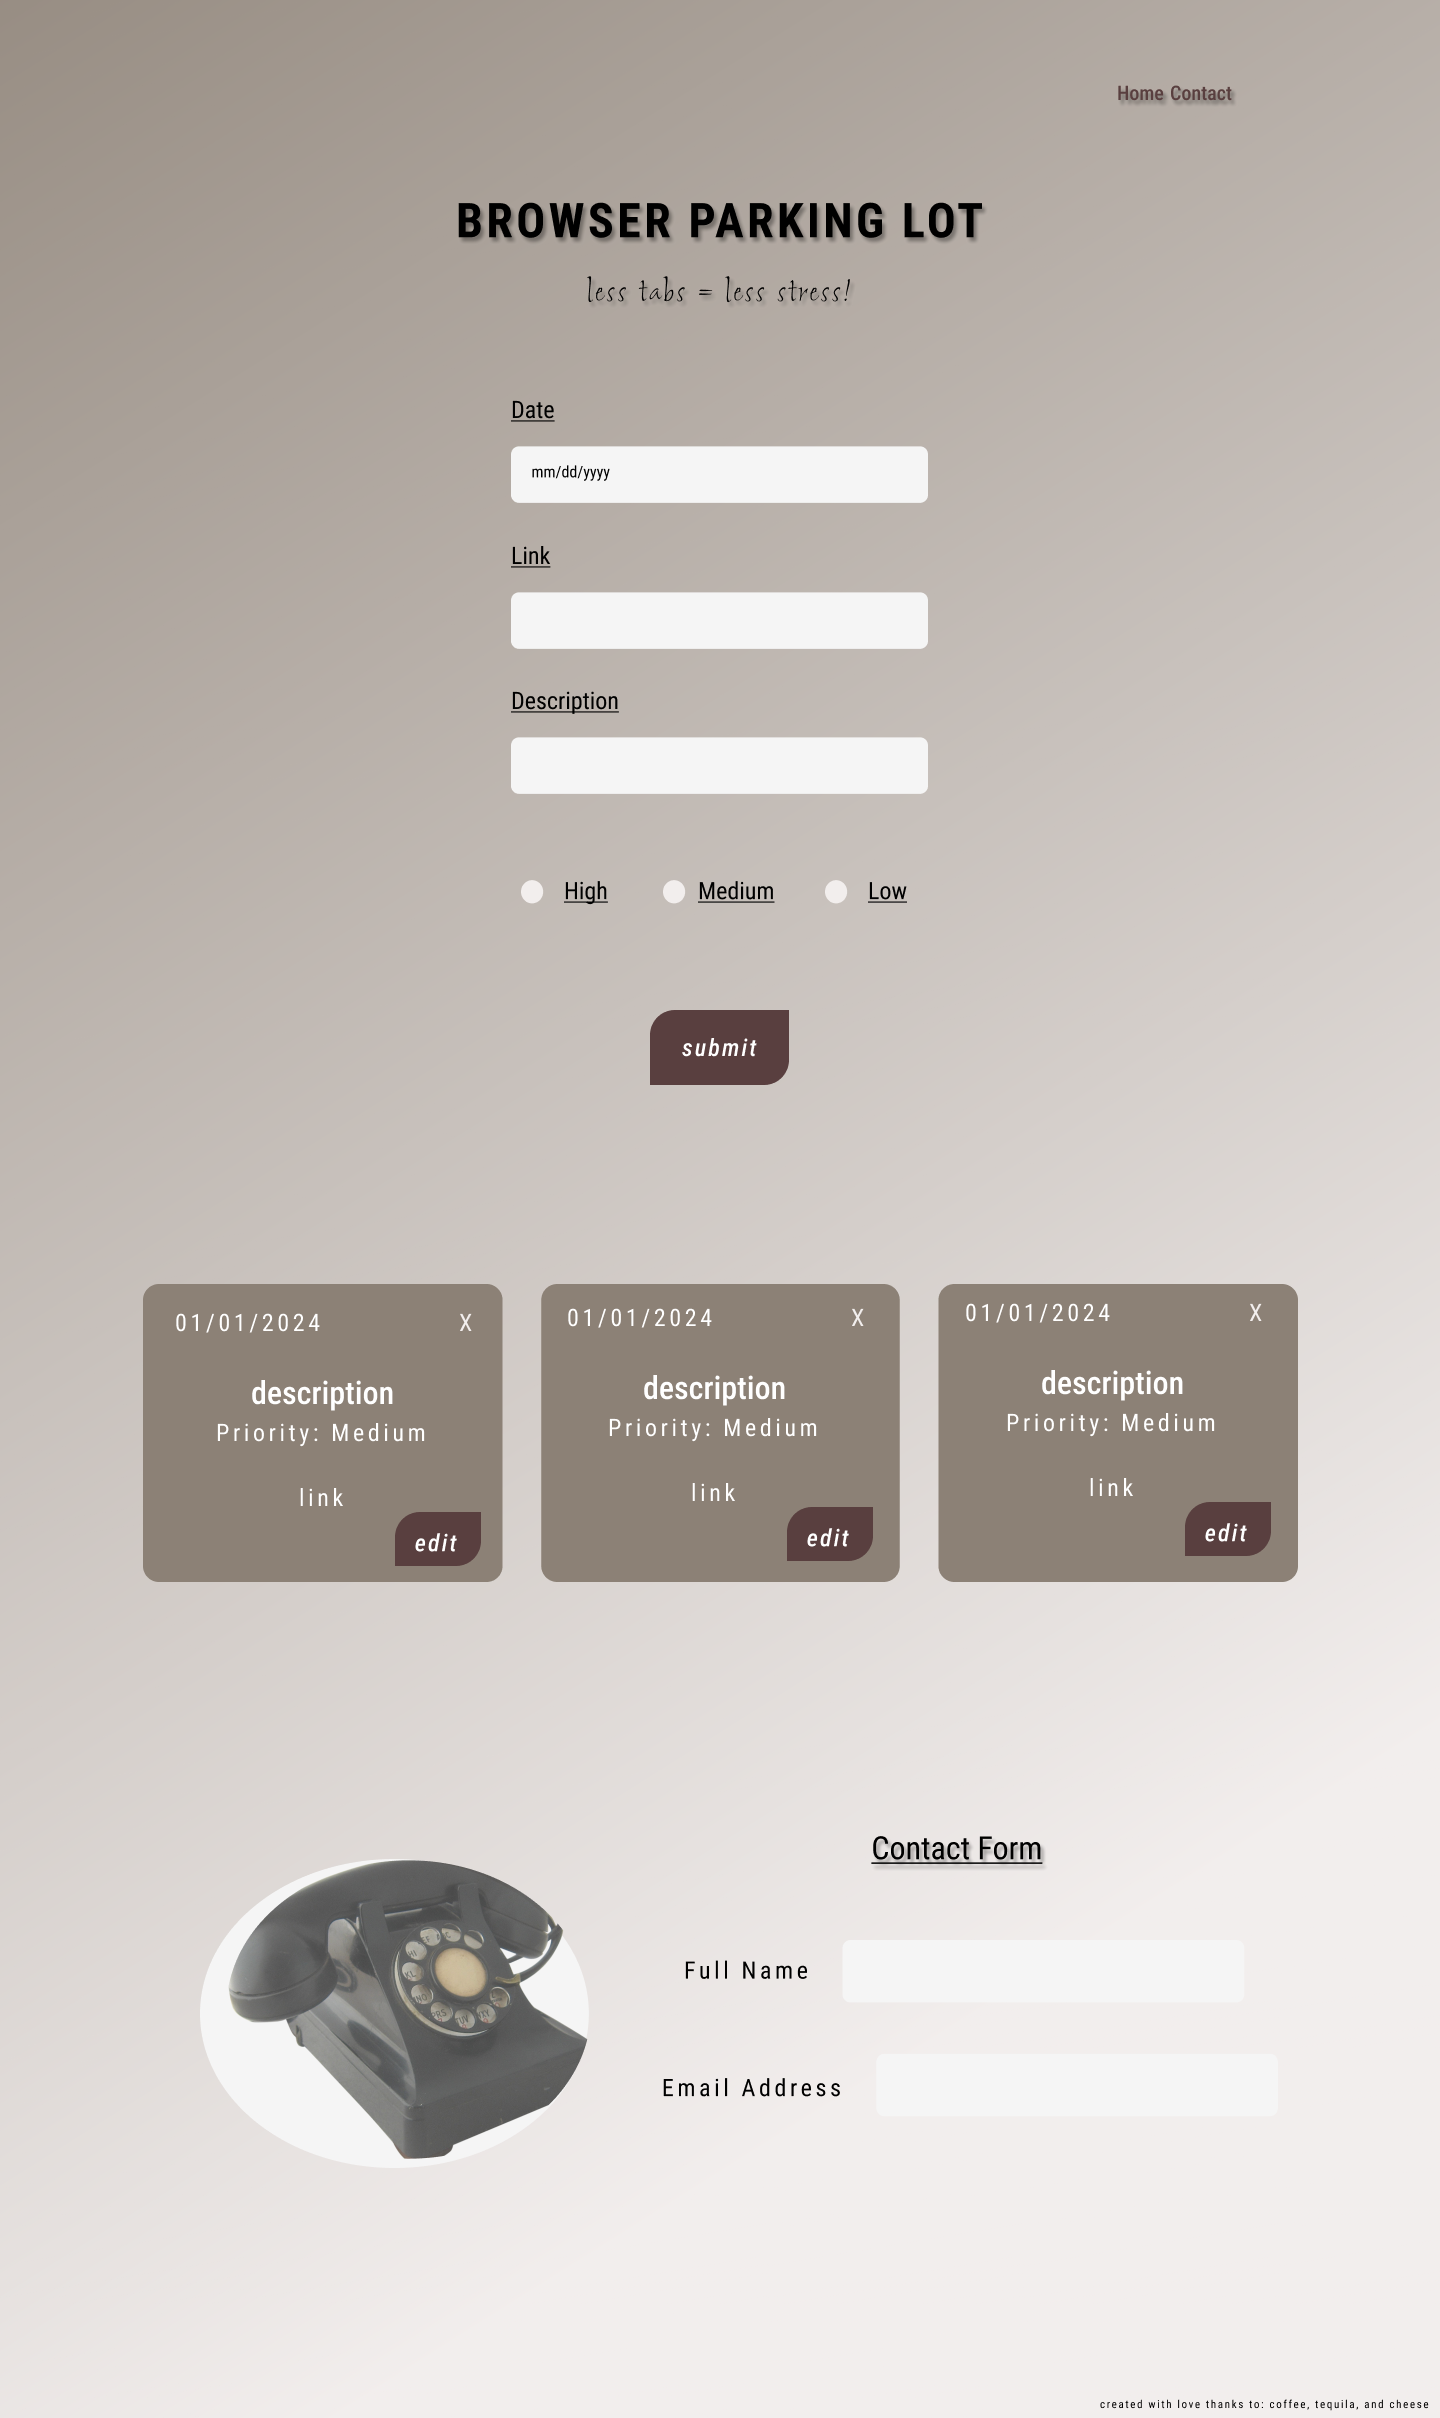 Home Contact
BROWSER PARKING LOT
less tabs = less stress!
Date
mm/dd/yyyy
Link
Description
High Medium Low
submit
01/01/2024 X 01/01/2024 X 01/01/2024 X
description description description
Priority: Medium Priority: Medium Priority: Medium
link link link
edit edit edit
Contact Form
Full Name
Email Address
created with love thanks to: coffee, tequila, and cheese